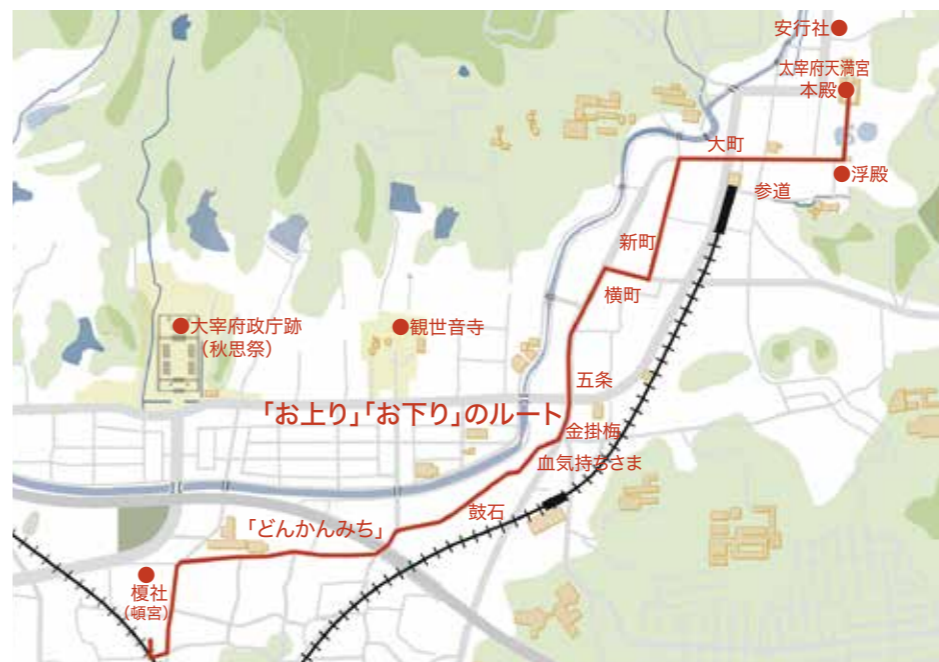 安行社
太宰府天満宮
本殿
大町
浮殿
参道
新町
横町
大宰府政庁跡
（秋思祭）
観世音寺
五条
「お上り」「お下り」のルート
金掛梅
血気持ちさま
鼓石
「どんかんみち」
榎社
（頓宮）